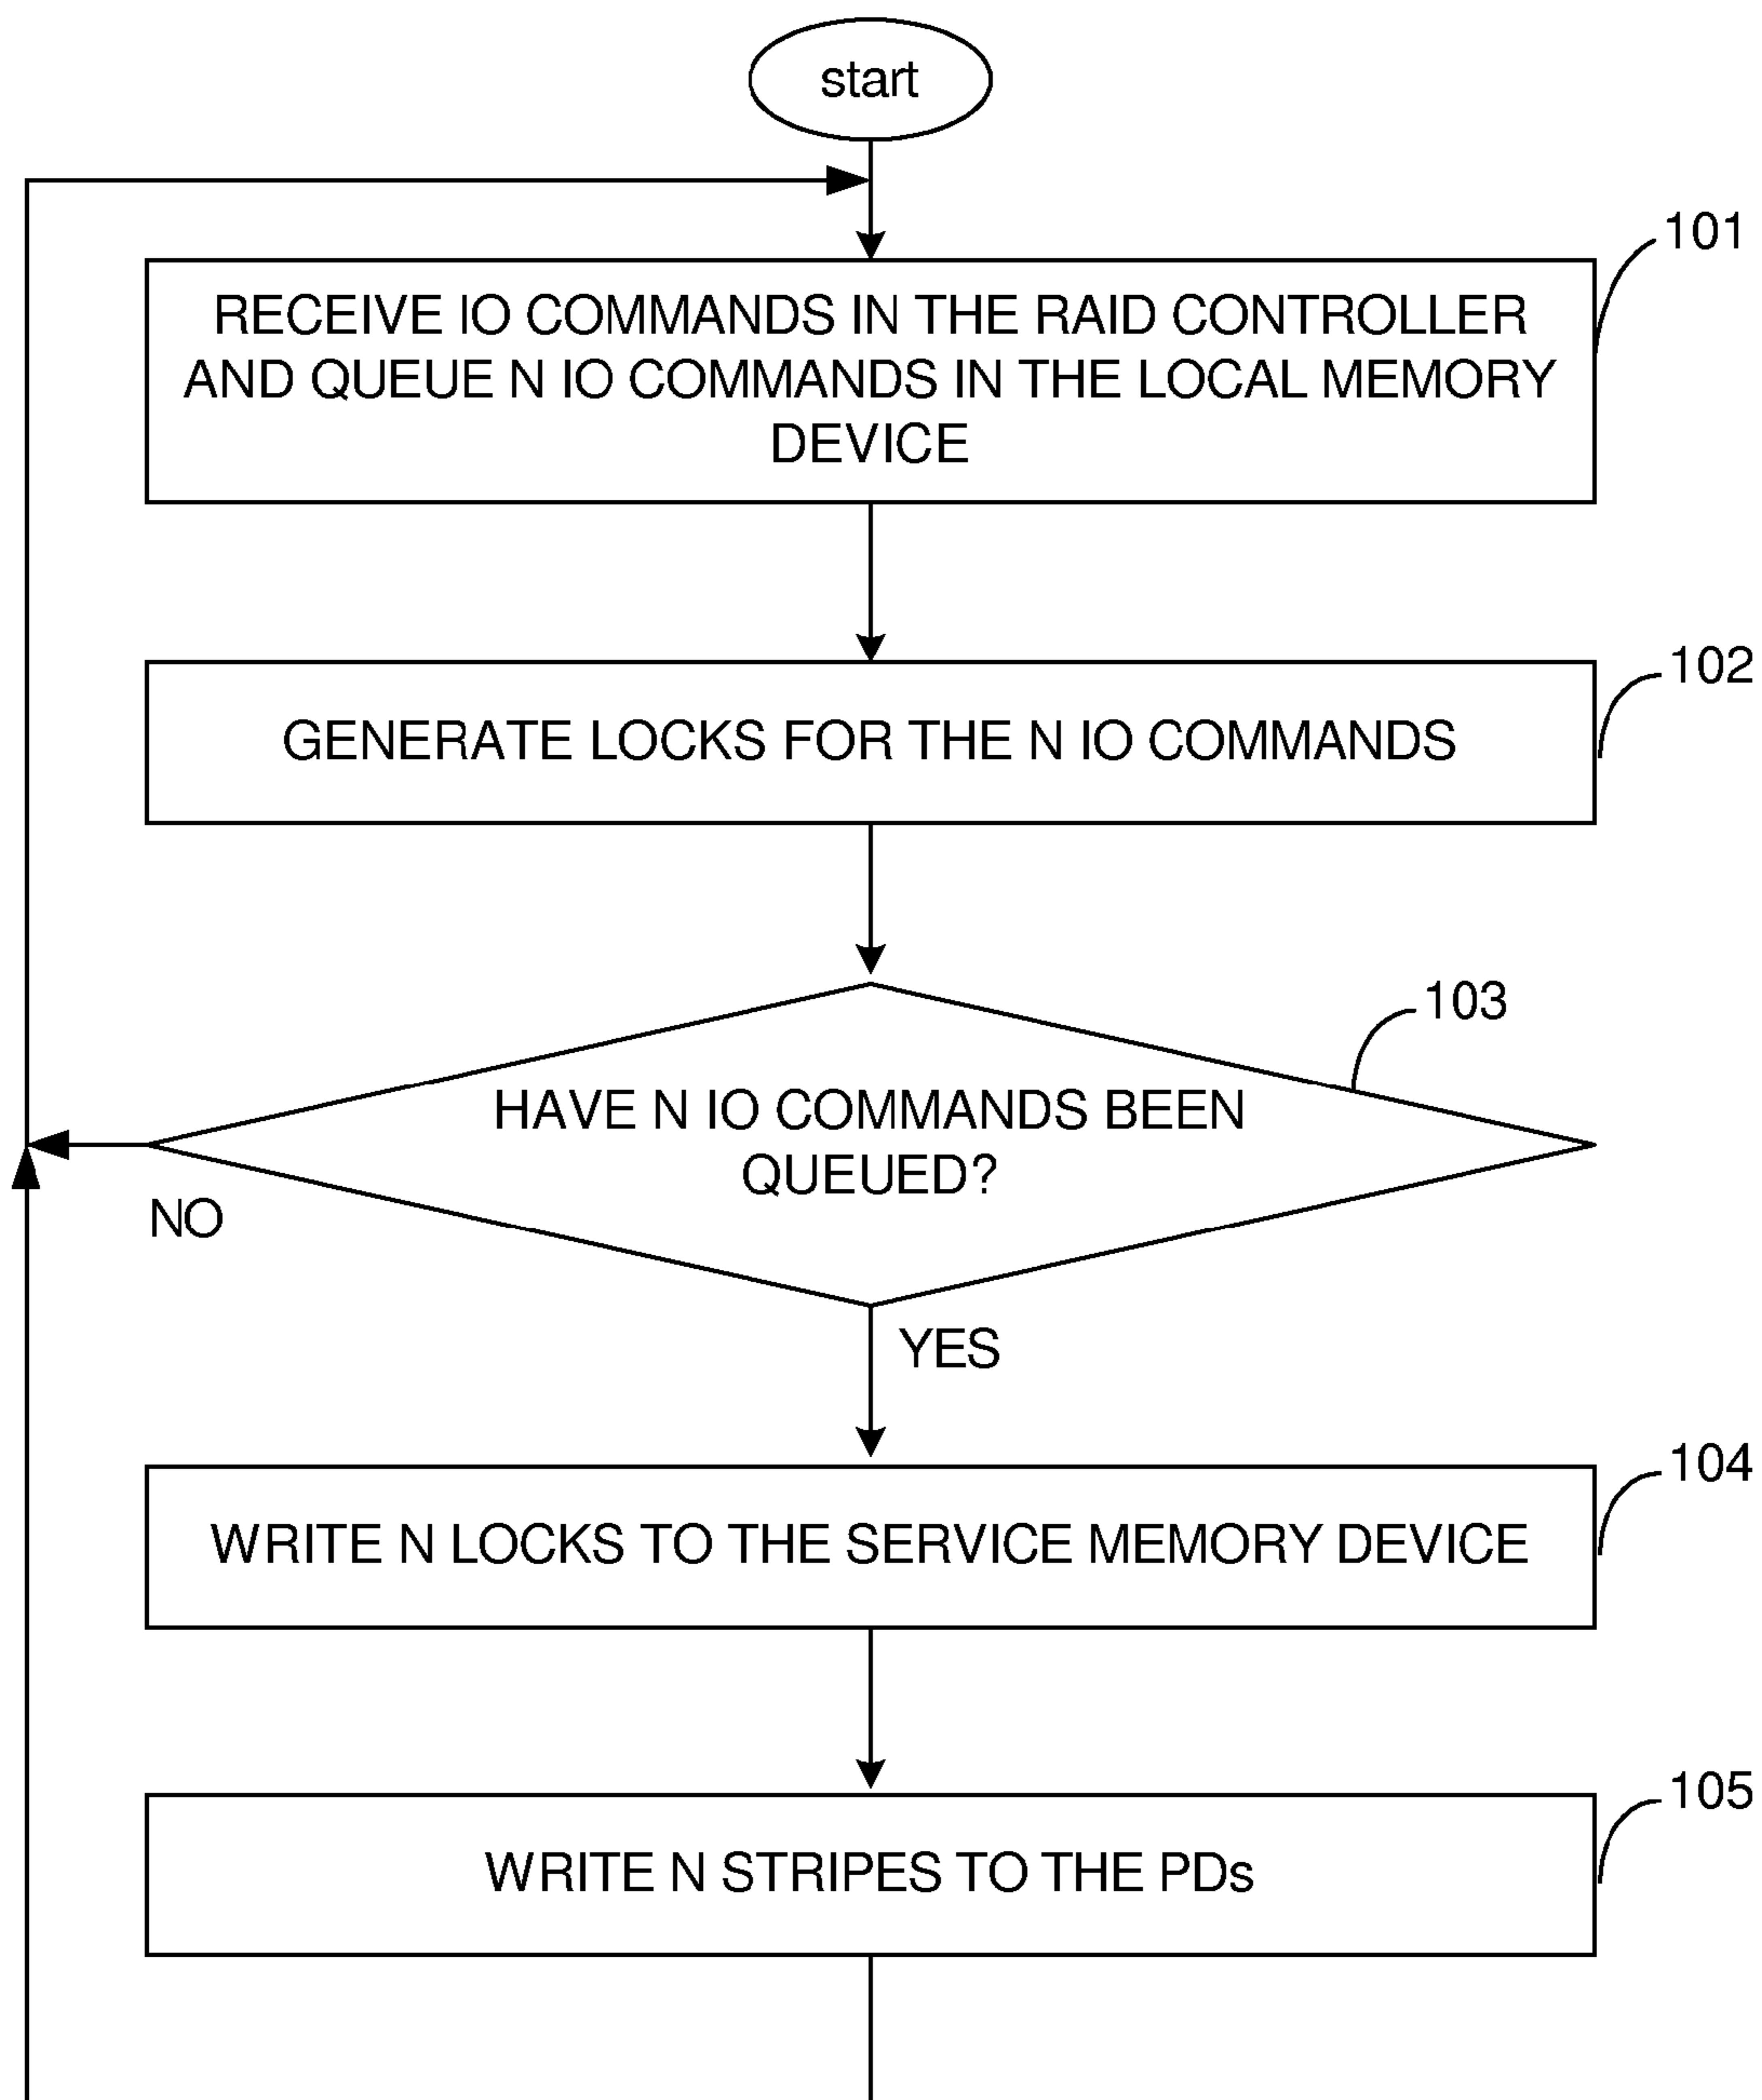 start
101
RECEIVE IO COMMANDS IN THE RAID CONTROLLER
AND QUEUE N IO COMMANDS IN THE LOCAL MEMORY
DEVICE
102
GENERATE LOCKS FOR THE N IO COMMANDS
103
HAVE N IO COMMANDS BEEN
QUEUED?
NO
YES
104
WRITE N LOCKS TO THE SERVICE MEMORY DEVICE
105
WRITE N STRIPES TO THE PDs